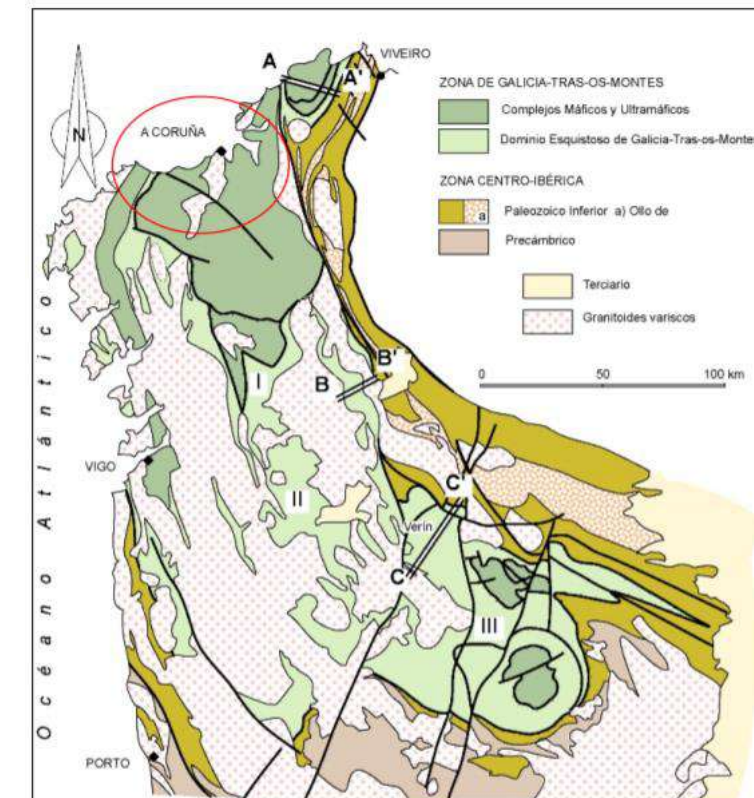 A
VIVEIRO
A'
ZONA DE GALICIA-TRAS-OS-MONTES
Complejos Máficos y Ultramáficos
Dominio Esquistoso de Galicia-Tras-os-Monte
N
A CORUÑA
ZONA CENTRO-IBÉRICA
a
Paleozoico Inferior a) Ollo de
Precámbrico
Terciario
Granitoides variscos
B'
0 50 100 km
B
I
VIGO
II
C'
Verín
C
III
Océano Atlántico
PORTO